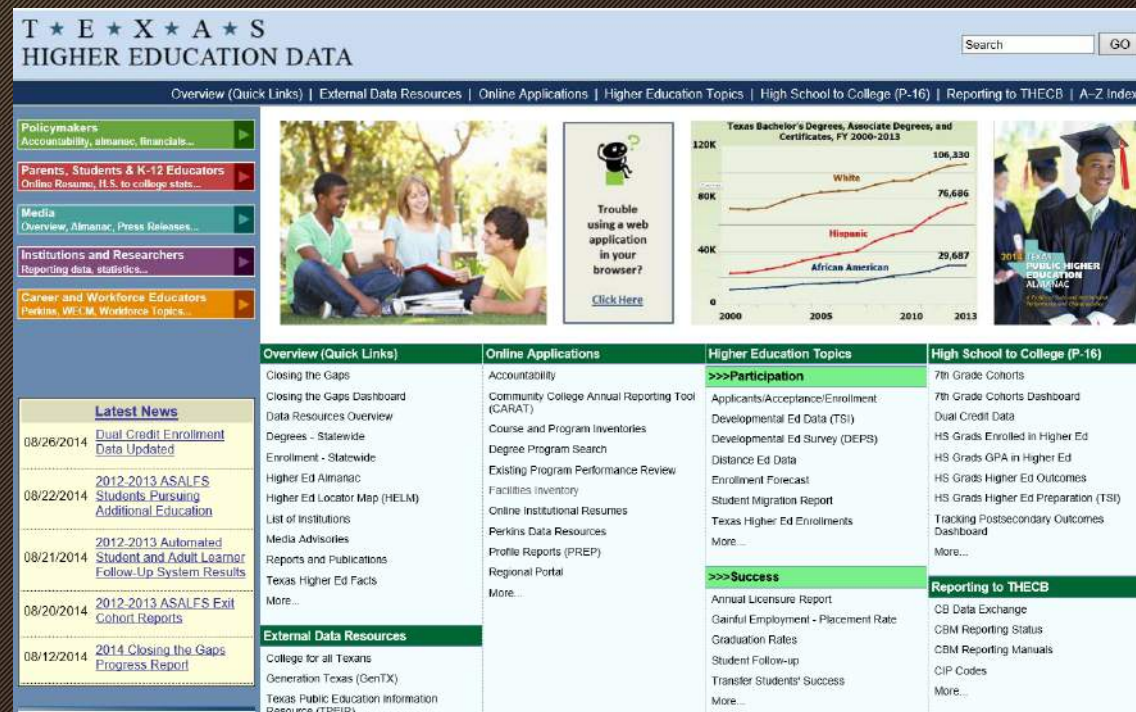 T ★ E ★ X ★ A ★ S
HIGHER EDUCATION DATA
Search
GO
Overview (Quick Links) | External Data Resources | Online Applications | Higher Education Topics | High School to College (P-16) | Reporting to THECB | A–Z Index
Policymakers
Accountability, almanac, financials...
Parents, Students & K-12 Educators
Online Resume, H.S. to college stats...
Media
Overview, Almanac, Press Releases...
Institutions and Researchers
Reporting data, statistics...
Career and Workforce Educators
Perkins, WECM, Workforce Topics...
Trouble
using a web
application
in your
browser?
Click Here
Texas Bachelor's Degrees, Associate Degrees, and
Certificates, FY 2000-2013
120K
80K
40K
0
106,330
White
76,686
Hispanic
29,687
African American
2000
2005
2010
2013
2014 TEXAS
PUBLIC HIGHER
EDUCATION
ALMANAC
Latest News
08/26/2014
Dual Credit Enrollment
Data Updated
08/22/2014
2012-2013 ASALFS
Students Pursuing
Additional Education
08/21/2014
2012-2013 Automated
Student and Adult Learner
Follow-Up System Results
08/20/2014
2012-2013 ASALFS Exit
Cohort Reports
08/12/2014
2014 Closing the Gaps
Progress Report
Overview (Quick Links)
Closing the Gaps
Closing the Gaps Dashboard
Data Resources Overview
Degrees - Statewide
Enrollment - Statewide
Higher Ed Almanac
Higher Ed Locator Map (HELM)
List of Institutions
Media Advisories
Reports and Publications
Texas Higher Ed Facts
More...
External Data Resources
College for all Texans
Generation Texas (GenTX)
Texas Public Education Information
Resource (TPEIR)
Online Applications
Accountability
Community College Annual Reporting Tool
(CARAT)
Course and Program Inventories
Degree Program Search
Existing Program Performance Review
Facilities Inventory
Online Institutional Resumes
Perkins Data Resources
Profile Reports (PREP)
Regional Portal
More...
Higher Education Topics
>>>Participation
Applicants/Acceptance/Enrollment
Developmental Ed Data (TSI)
Developmental Ed Survey (DEPS)
Distance Ed Data
Enrollment Forecast
Student Migration Report
Texas Higher Ed Enrollments
More...
>>>Success
Annual Licensure Report
Gainful Employment - Placement Rate
Graduation Rates
Student Follow-up
Transfer Students' Success
More...
High School to College (P-16)
7th Grade Cohorts
7th Grade Cohorts Dashboard
Dual Credit Data
HS Grads Enrolled in Higher Ed
HS Grads GPA in Higher Ed
HS Grads Higher Ed Outcomes
HS Grads Higher Ed Preparation (TSI)
Tracking Postsecondary Outcomes
Dashboard
More...
Reporting to THECB
CB Data Exchange
CBM Reporting Status
CBM Reporting Manuals
CIP Codes
More...